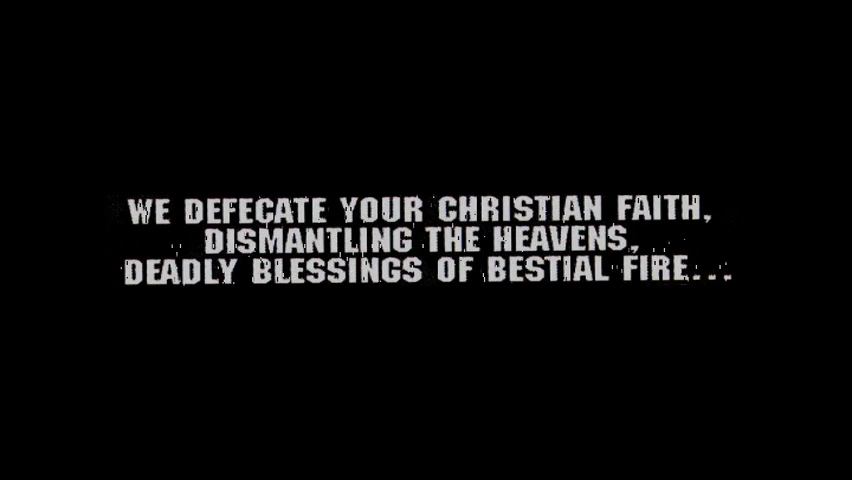 WE DEFECATE YOUR CHRISTIAN FAITH,
DISMANTLING THE HEAVENS,
DEADLY BLESSINGS OF BESTIAL FIRE...